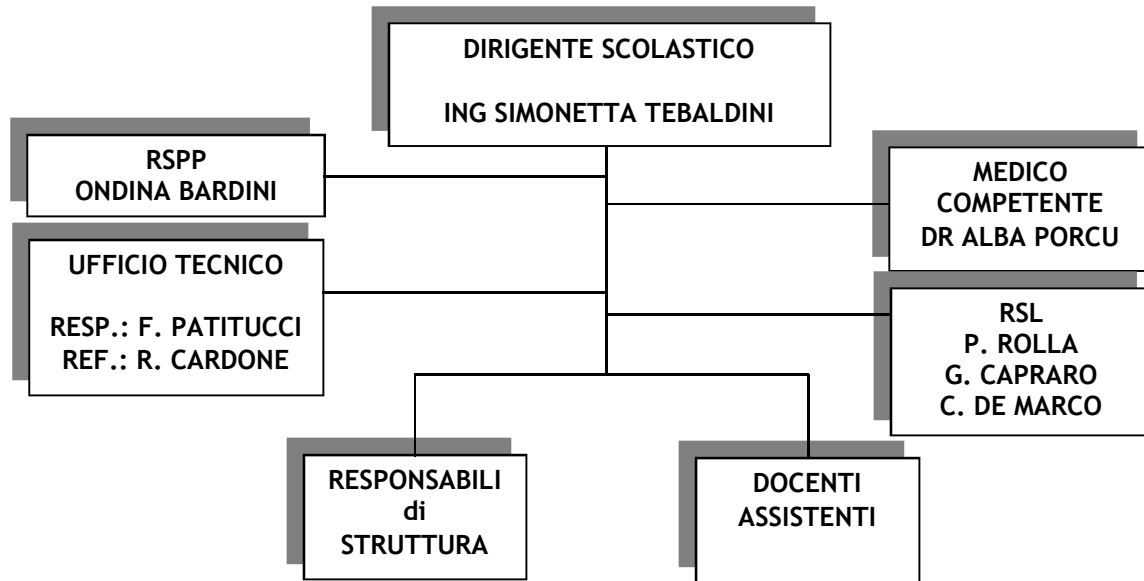 DIRIGENTE SCOLASTICO
ING SIMONETTA TEBALDINI
RSPP
ONDINA BARDINI
MEDICO
COMPETENTE
DR ALBA PORCU
UFFICIO TECNICO
RESP.: F. PATITUCCI
REF.: R. CARDONE
RSL
P. ROLLA
G. CAPRARO
C. DE MARCO
RESPONSABILI
di
STRUTTURA
DOCENTI
ASSISTENTI